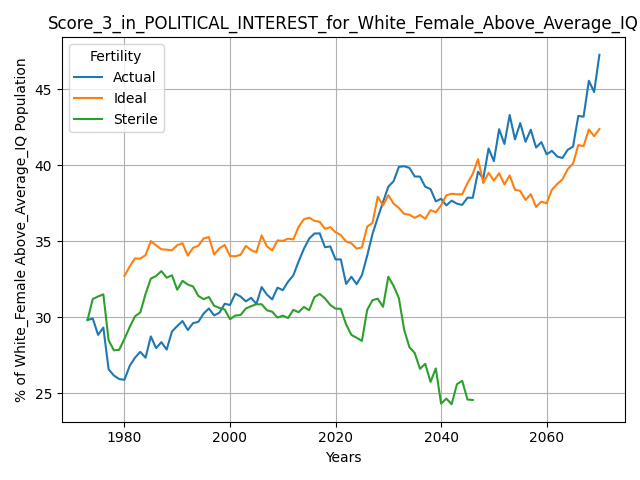 Score_3_in_POLITICAL_INTEREST_for_White_Female_Above_Average_IQ
% of White_Female Above_Average_IQ Population
Fertility
Actual
Ideal
Sterile
45
40
35
30
25
1980
2000
2020
2040
2060
Years